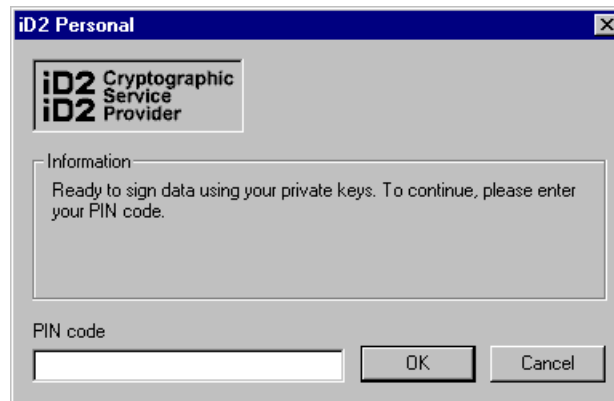 iD2 Personal
iD2 Cryptographic
Service
iD2 Provider
Information
Ready to sign data using your private keys. To continue, please enter
your PIN code.
PIN code
OK Cancel